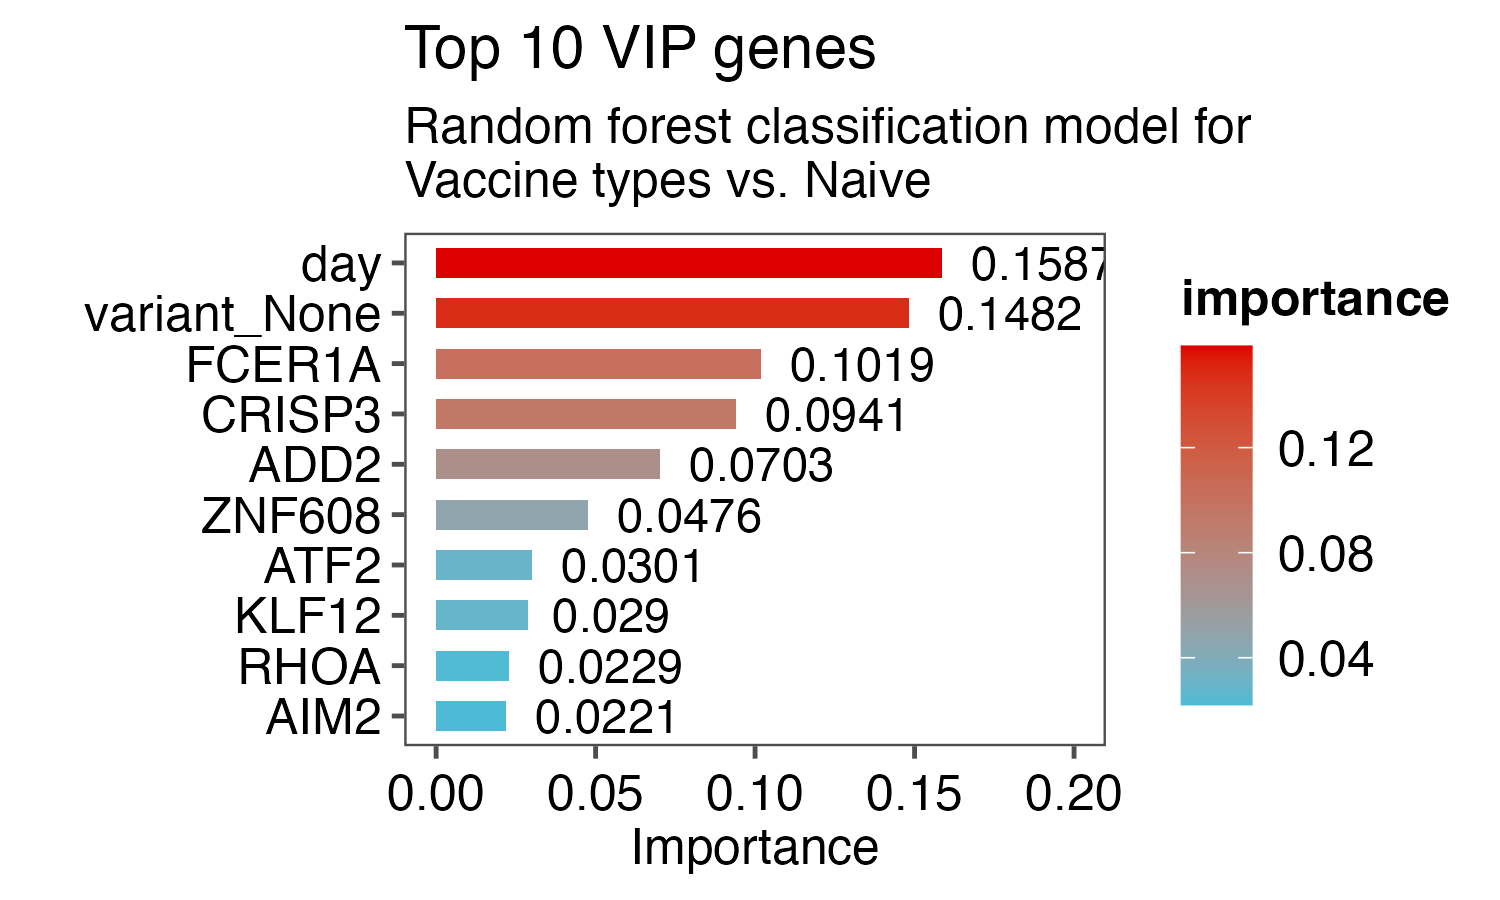 Top 10 VIP genes
Random forest classification model for
Vaccine types vs. Naive
day 0.1587
variant_None 0.1482
FCER1A 0.1019
CRISP3 0.0941
ADD2 0.0703
ZNF608 0.0476
ATF2 0.0301
KLF12 0.029
RHOA 0.0229
AIM2 0.0221
0.00 0.05 0.10 0.15 0.20
Importance
importance
0.12
0.08
0.04